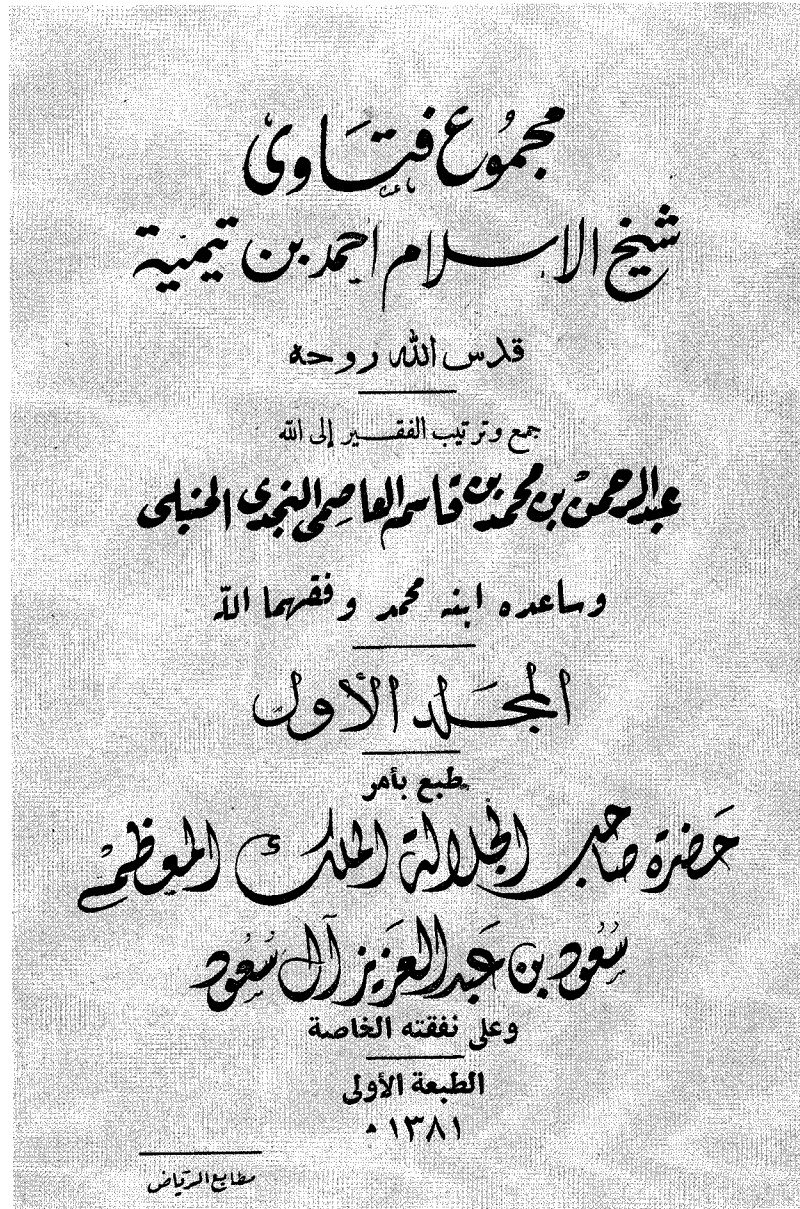 مجموع فتاوى
شيخ الاسلام احمد بن تيمية
قدس الله روحه
جمع وترتيب الفقير إلى الله
عبد الرحمن بن محمد بن قاسم العاصمي النجدي الحنبلى
وساعده ابنه محمد وفقهما الله
المجلد الأول
طبع بأمر
حضرة صاحب الجلالة الملك المعظم
سعود بن عبد العزيز آل سعود
وعلى نفقته الخاصة
الطبعة الأولى
١٣٨١ ه
مطابع الرياض